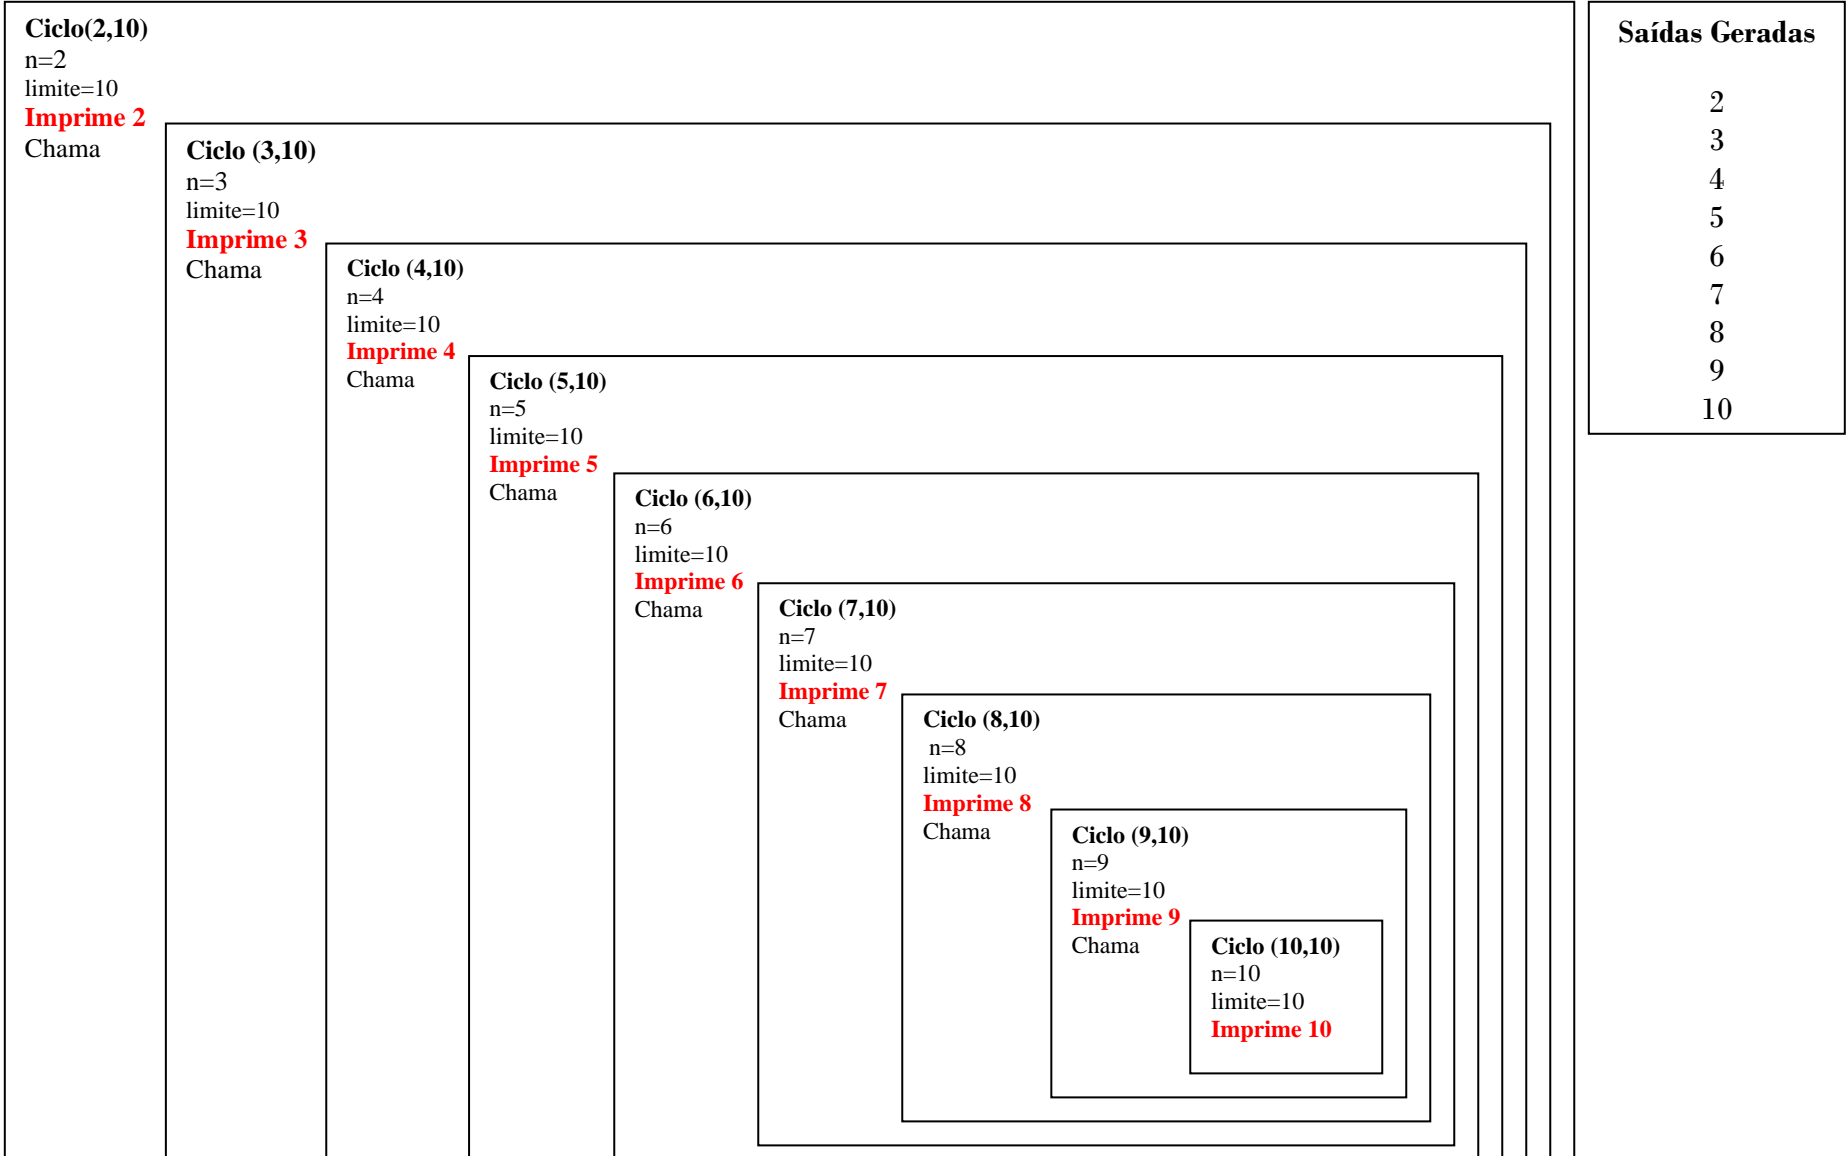 Ciclo(2,10)
n=2
limite=10
Imprime 2
Chama
Ciclo (3,10)
n=3
limite=10
Imprime 3
Chama
Ciclo (4,10)
n=4
limite=10
Imprime 4
Chama
Ciclo (5,10)
n=5
limite=10
Imprime 5
Chama
Ciclo (6,10)
n=6
limite=10
Imprime 6
Chama
Ciclo (7,10)
n=7
limite=10
Imprime 7
Chama
Ciclo (8,10)
n=8
limite=10
Imprime 8
Chama
Ciclo (9,10)
n=9
limite=10
Imprime 9
Chama
Ciclo (10,10)
n=10
limite=10
Imprime 10
Saídas Geradas
2
3
4
5
6
7
8
9
10